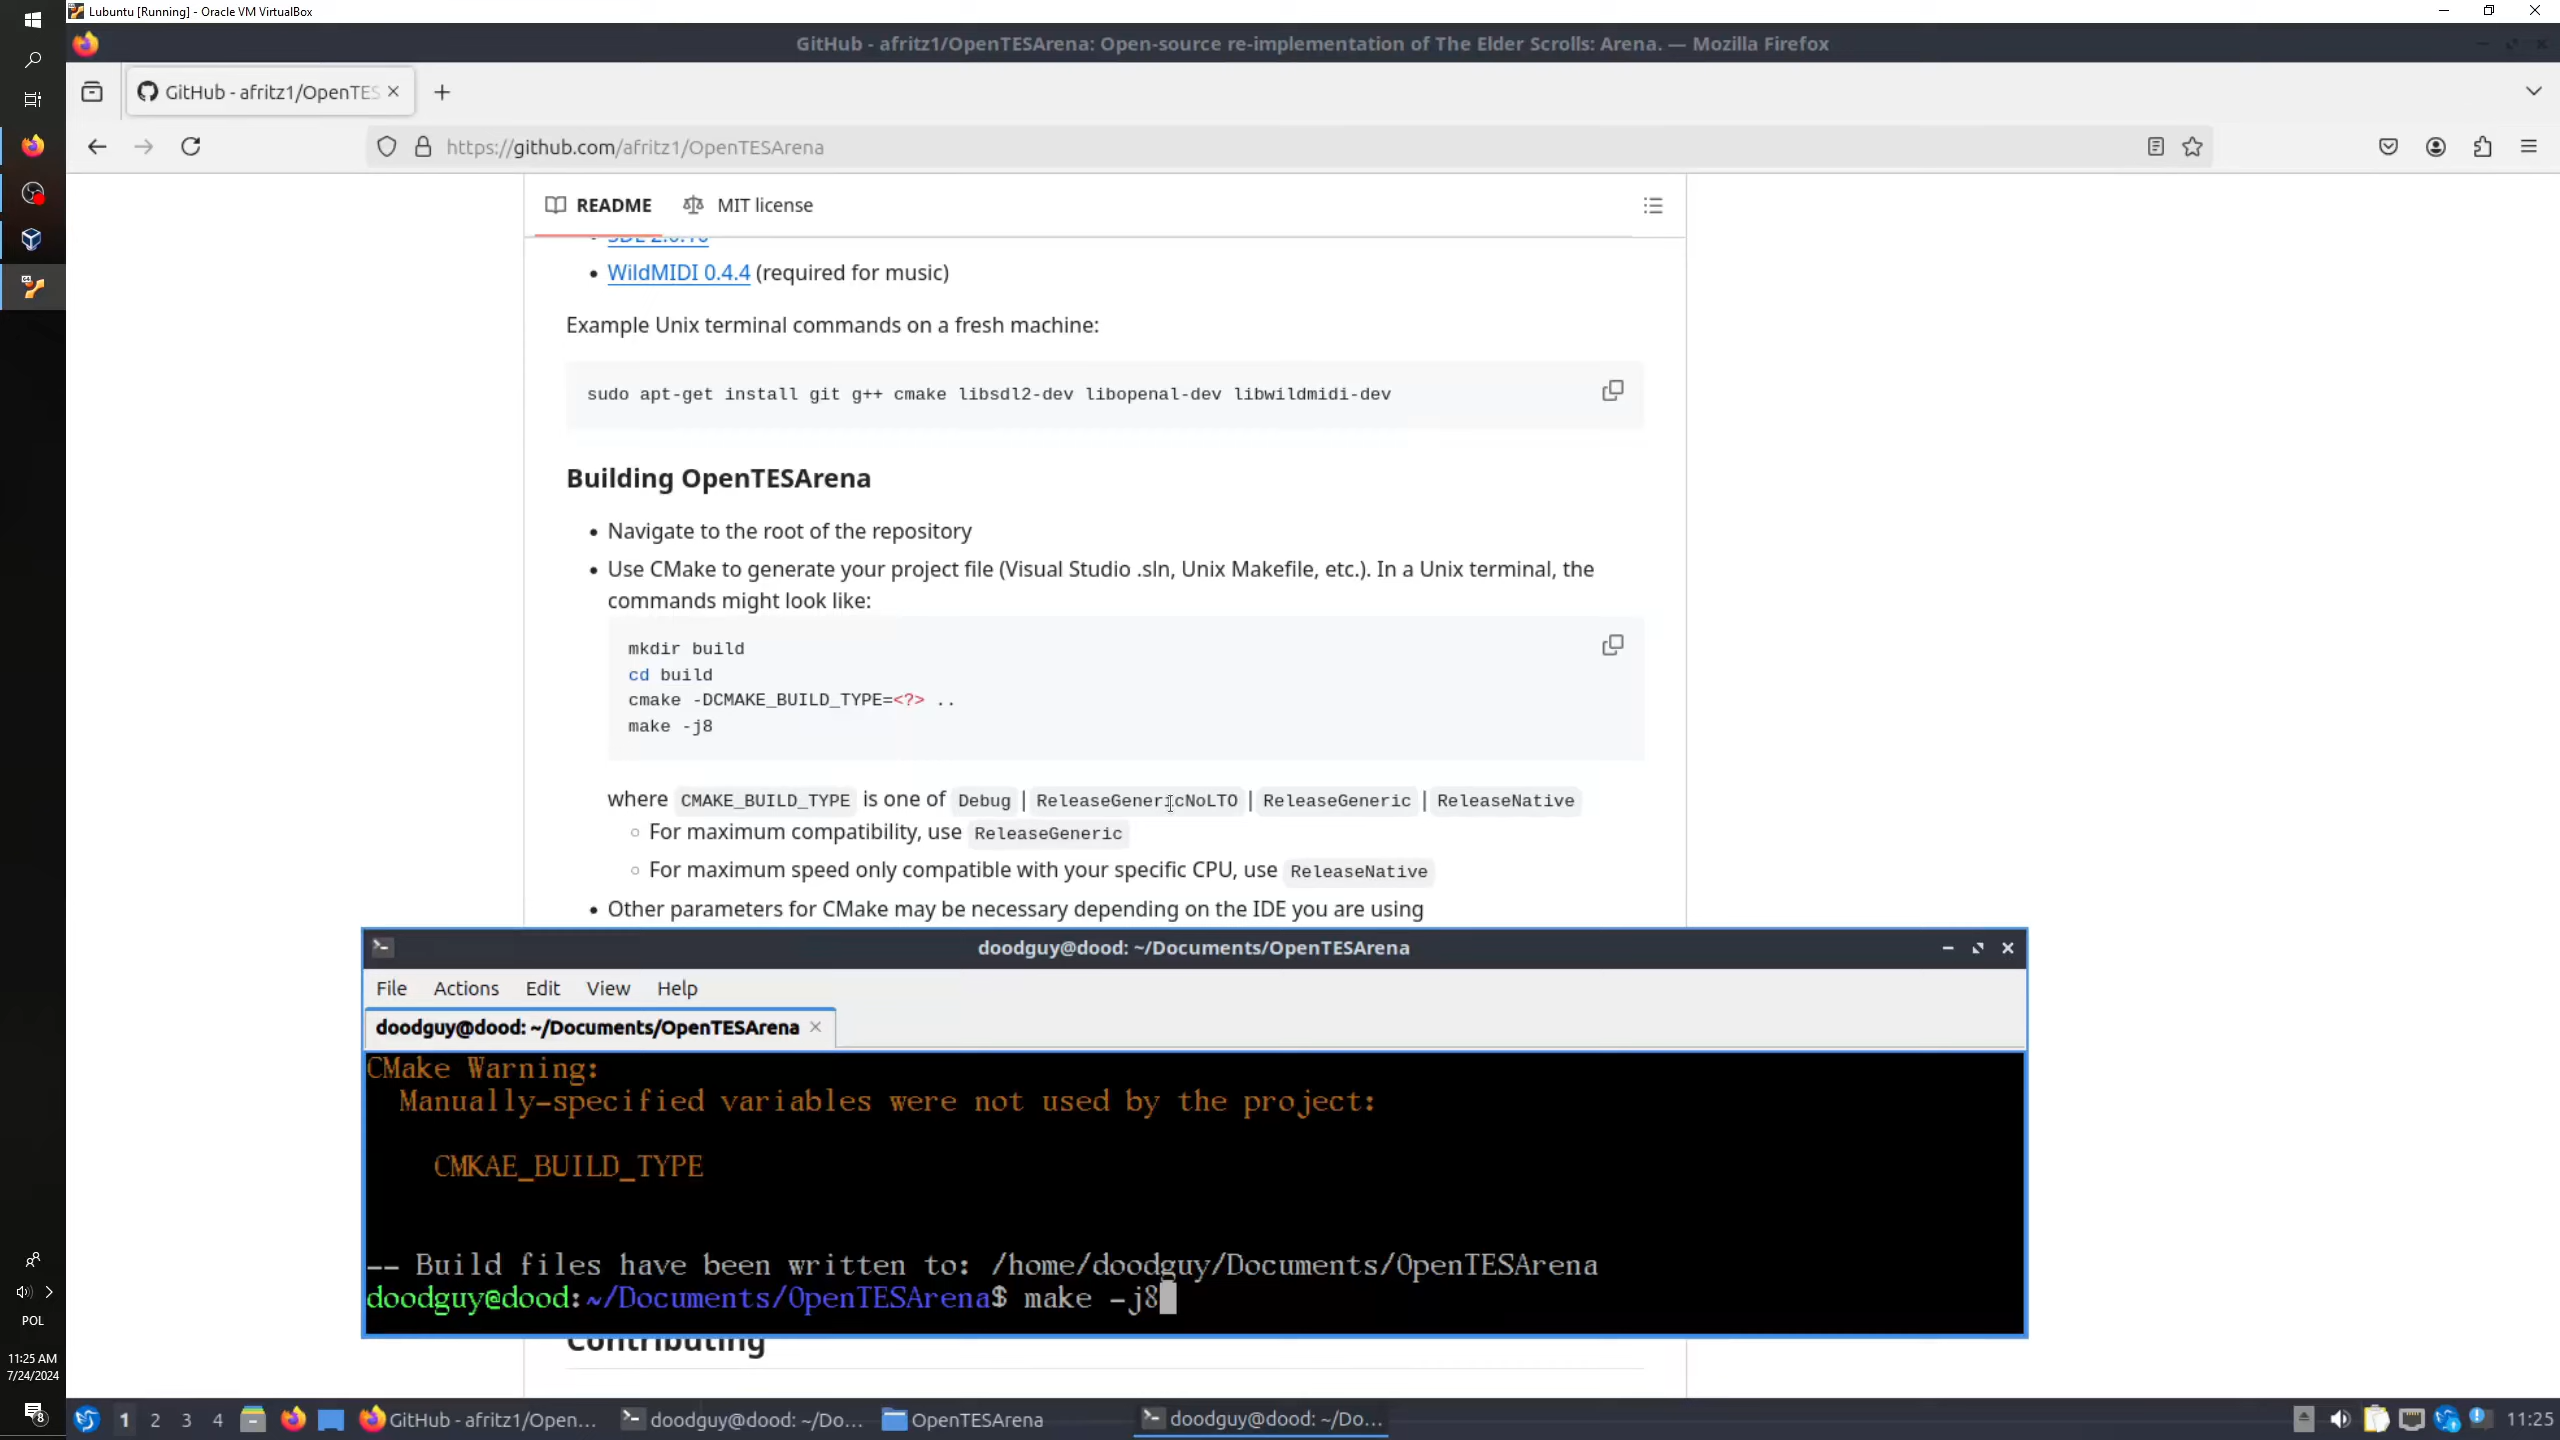 Lubuntu [Running] - Oracle VM VirtualBox
GitHub - afritz1/OpenTESArena: Open-source re-implementation of The Elder Scrolls: Arena. — Mozilla Firefox
GitHub - afritz1/OpenTES
https://github.com/afritz1/OpenTESArena
README
MIT license
SDL 2.0.10
WildMIDI 0.4.4 (required for music)
Example Unix terminal commands on a fresh machine:
sudo apt-get install git g++ cmake libsdl2-dev libopenal-dev libwildmidi-dev
Building OpenTESArena
Navigate to the root of the repository
Use CMake to generate your project file (Visual Studio .sln, Unix Makefile, etc.). In a Unix terminal, the
commands might look like:
mkdir build
cd build
cmake -DCMAKE_BUILD_TYPE=<?> ..
make -j8
where CMAKE_BUILD_TYPE is one of Debug | ReleaseGenericNoLTO | ReleaseGeneric | ReleaseNative
For maximum compatibility, use ReleaseGeneric
For maximum speed only compatible with your specific CPU, use ReleaseNative
Other parameters for CMake may be necessary depending on the IDE you are using
doodguy@dood: ~/Documents/OpenTESArena
File Actions Edit View Help
doodguy@dood: ~/Documents/OpenTESArena
CMake Warning:
Manually-specified variables were not used by the project:
CMKAE_BUILD_TYPE
-- Build files have been written to: /home/doodguy/Documents/OpenTESArena
doodguy@dood:~/Documents/OpenTESArena$ make -j8
Contributing
POL
11:25 AM
7/24/2024
8
1 2 3 4
GitHub - afritz1/Open...
doodguy@dood: ~/Do...
OpenTESArena
doodguy@dood: ~/Do...
11:25